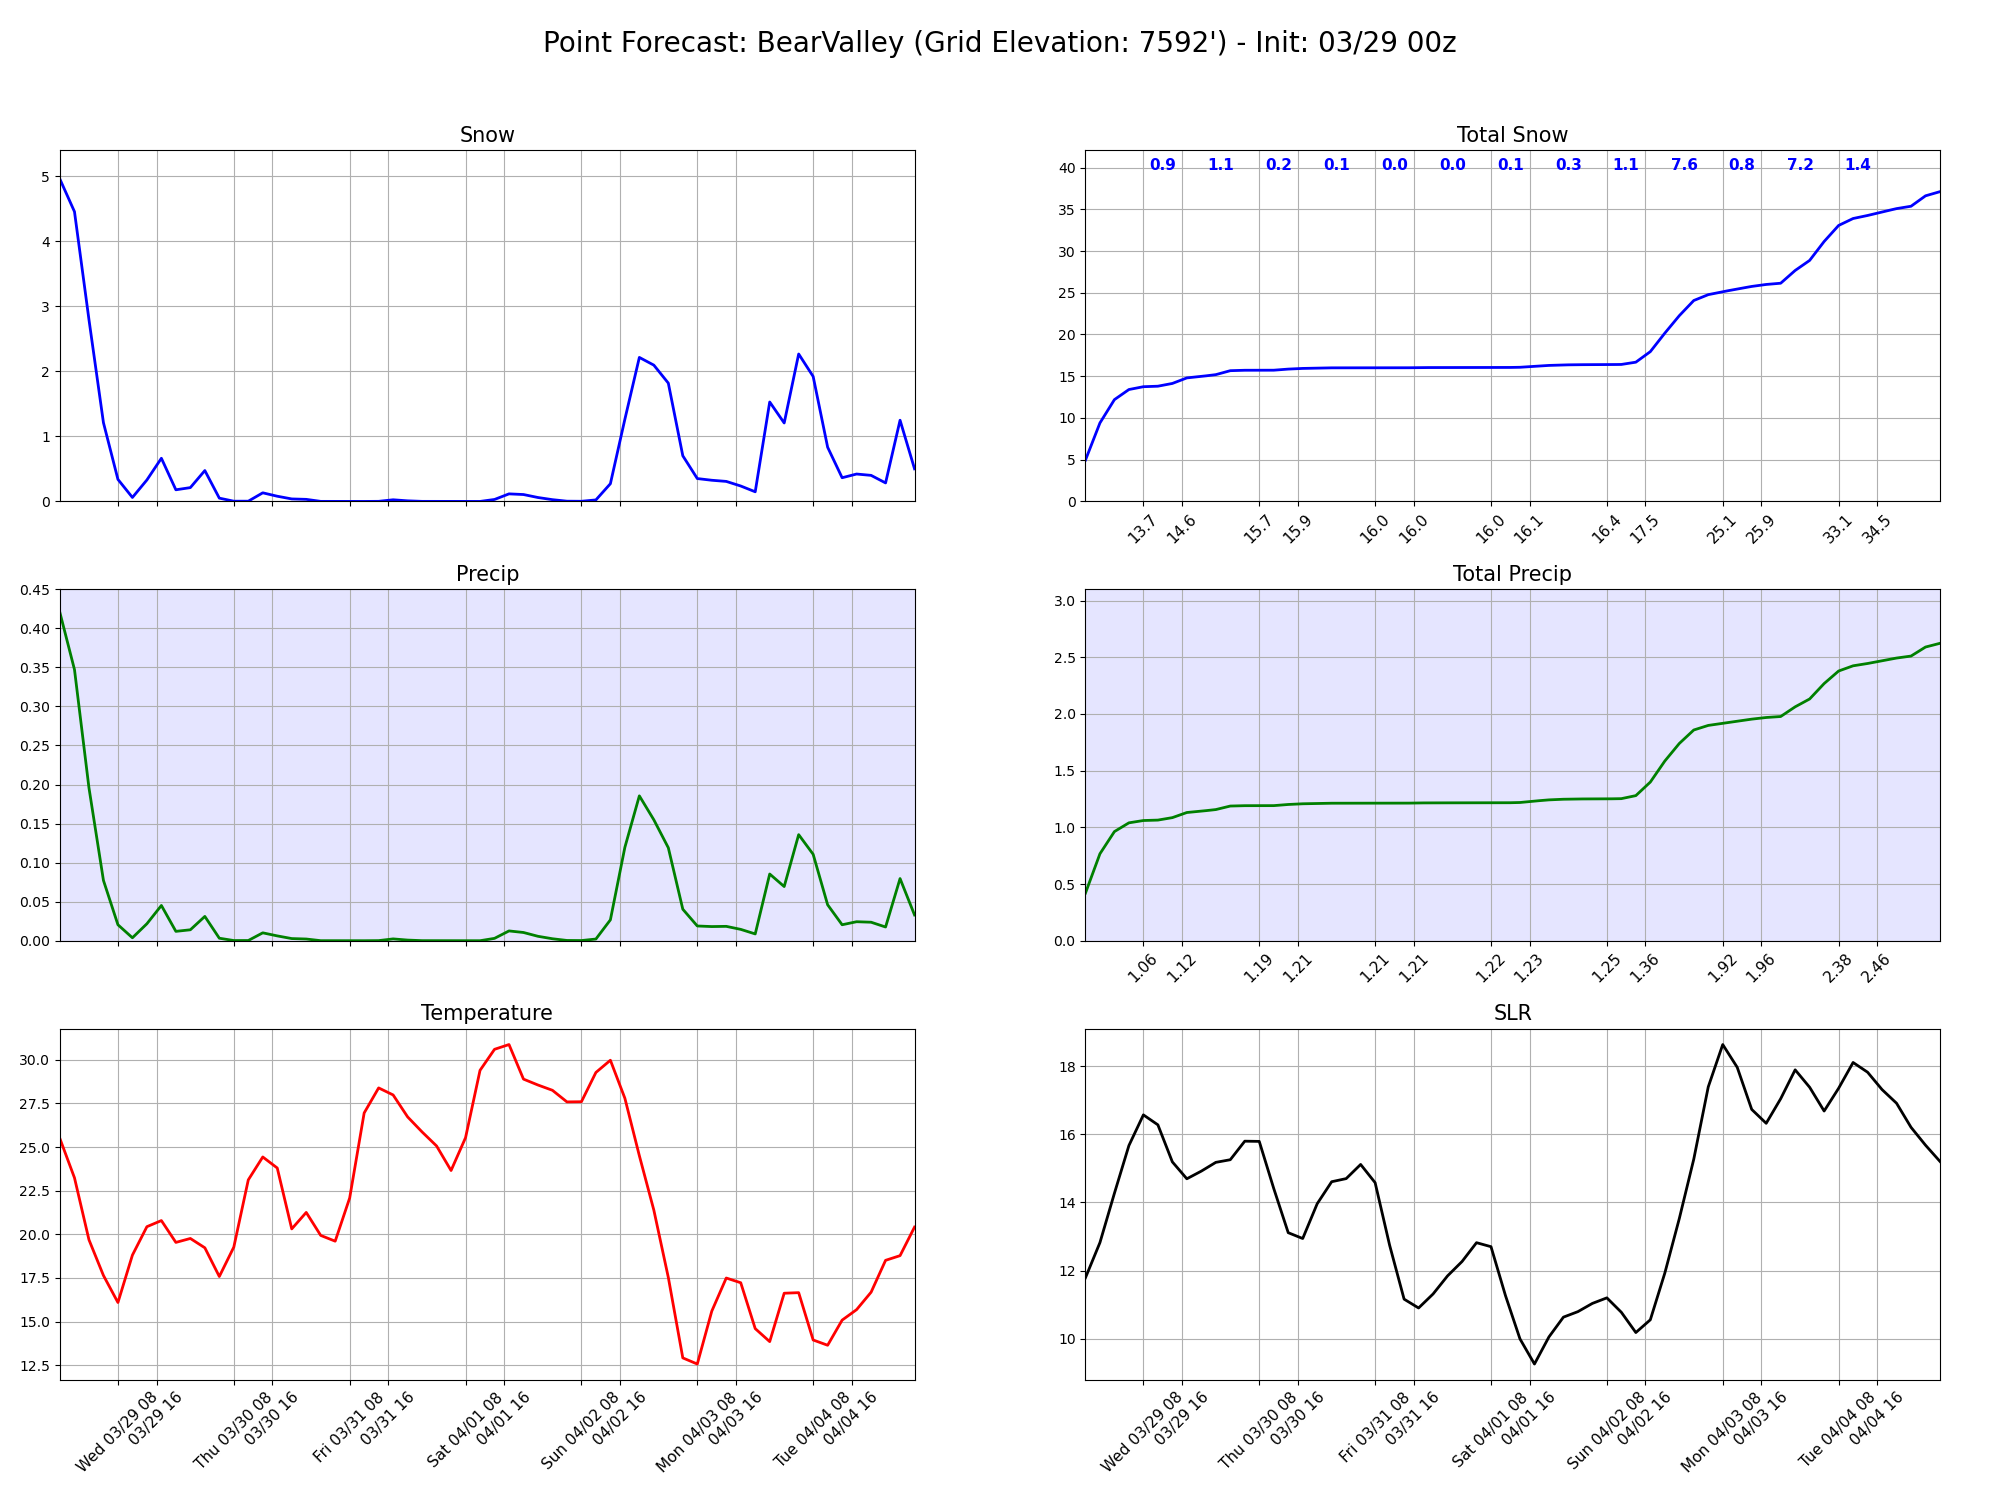 Point Forecast: BearValley (Grid Elevation: 7592') - Init: 03/29 00z
Snow
5
4
3
2
1
0
Total Snow
0.9 1.1 0.2 0.1 0.0 0.0 0.1 0.3 1.1 7.6 0.8 7.2 1.4
40
35
30
25
20
15
10
5
0
13.7 14.6 15.7 15.9 16.0 16.0 16.0 16.1 16.4 17.5 25.1 25.9 33.1 34.5
Precip
0.45
0.40
0.35
0.30
0.25
0.20
0.15
0.10
0.05
0.00
Total Precip
3.0
2.5
2.0
1.5
1.0
0.5
0.0
1.06 1.12 1.19 1.21 1.21 1.21 1.22 1.23 1.25 1.36 1.92 1.96 2.38 2.46
Temperature
30.0
27.5
25.0
22.5
20.0
17.5
15.0
12.5
Wed 03/29 08
03/29 16
Thu 03/30 08
03/30 16
Fri 03/31 08
03/31 16
Sat 04/01 08
04/01 16
Sun 04/02 08
04/02 16
Mon 04/03 08
04/03 16
Tue 04/04 08
04/04 16
SLR
18
16
14
12
10
Wed 03/29 08
03/29 16
Thu 03/30 08
03/30 16
Fri 03/31 08
03/31 16
Sat 04/01 08
04/01 16
Sun 04/02 08
04/02 16
Mon 04/03 08
04/03 16
Tue 04/04 08
04/04 16